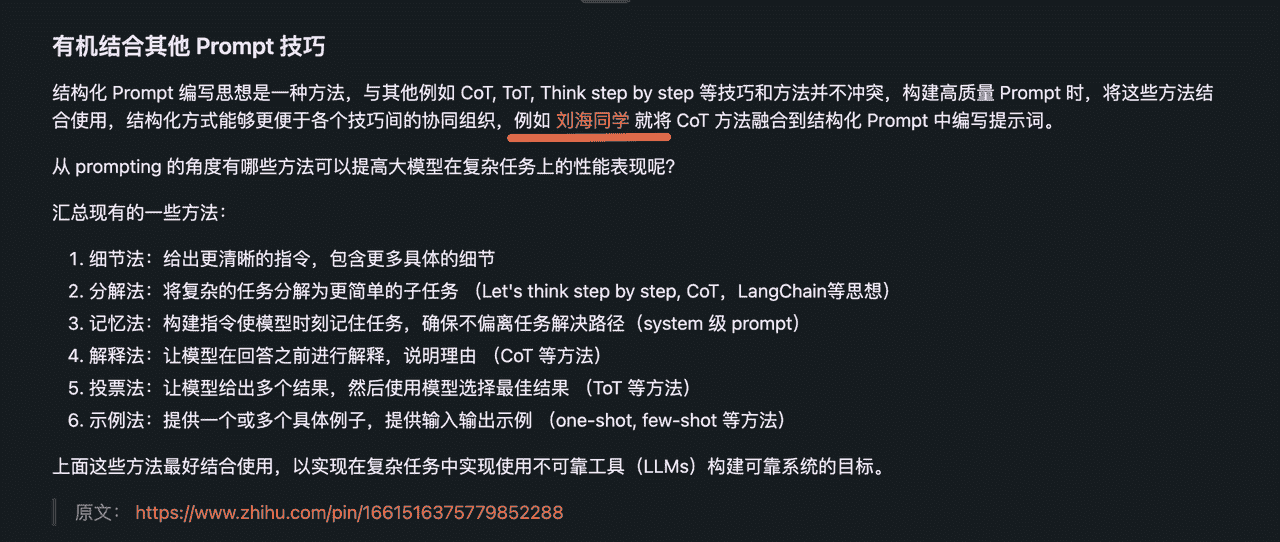 有机结合其他 Prompt 技巧
结构化 Prompt 编写思想是一种方法，与其他例如 CoT, ToT, Think step by step 等技巧和方法并不冲突，构建高质量 Prompt 时，将这些方法结
合使用，结构化方式能够更便于各个技巧间的协同组织，例如 刘海同学 就将 CoT 方法融合到结构化 Prompt 中编写提示词。
从 prompting 的角度有哪些方法可以提高大模型在复杂任务上的性能表现呢？
汇总现有的一些方法：
1. 细节法：给出更清晰的指令，包含更多具体的细节
2. 分解法：将复杂的任务分解为更简单的子任务 （Let's think step by step, CoT，LangChain等思想）
3. 记忆法：构建指令使模型时刻记住任务，确保不偏离任务解决路径（system 级 prompt）
4. 解释法：让模型在回答之前进行解释，说明理由 （CoT 等方法）
5. 投票法：让模型给出多个结果，然后使用模型选择最佳结果 （ToT 等方法）
6. 示例法：提供一个或多个具体例子，提供输入输出示例 （one-shot, few-shot 等方法）
上面这些方法最好结合使用，以实现在复杂任务中实现使用不可靠工具（LLMs）构建可靠系统的目标。
原文： https://www.zhihu.com/pin/1661516375779852288